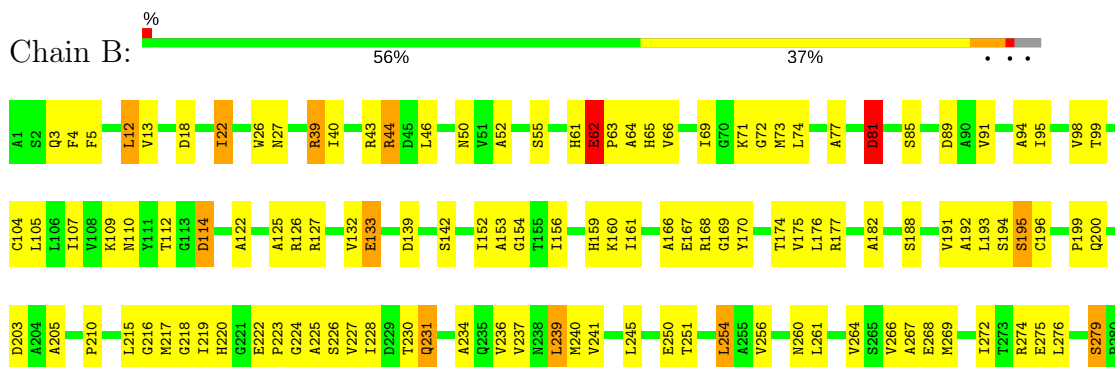 %
Chain B:
56% 37% • • •
A1 S2 Q3 F4 F5 L12 V13 D18 I22 W26 N27 R39 I40 R43 R44 D45 L46 N50 V51 A52 S55 H61 E62 P63 A64 H65 V66 I69 G70 K71 G72 M73 L74 A77 D81 S85 D89 A90 V91 A94 I95 V98 T99
C104 L105 L106 I107 V108 K109 N110 Y111 T112 G113 D114 A122 A125 R126 R127 V132 E133 D139 S142 I152 A153 G154 T155 I156 H159 K160 I161 A166 E167 R168 G169 Y170 T174 V175 L176 R177 A182 S188 V191 A192 L193 S194 S195 C196 P199 Q200
D203 A204 A205 P210 L215 G216 M217 G218 I219 H220 G221 E222 P223 G224 A225 S226 V227 I228 D229 T230 Q231 A234 Q235 V236 V237 N238 L239 M240 V241 L245 E250 T251 L254 A255 V256 N260 L261 V264 S265 V266 A267 E268 M269 I272 T273 R274 E275 L276 S279